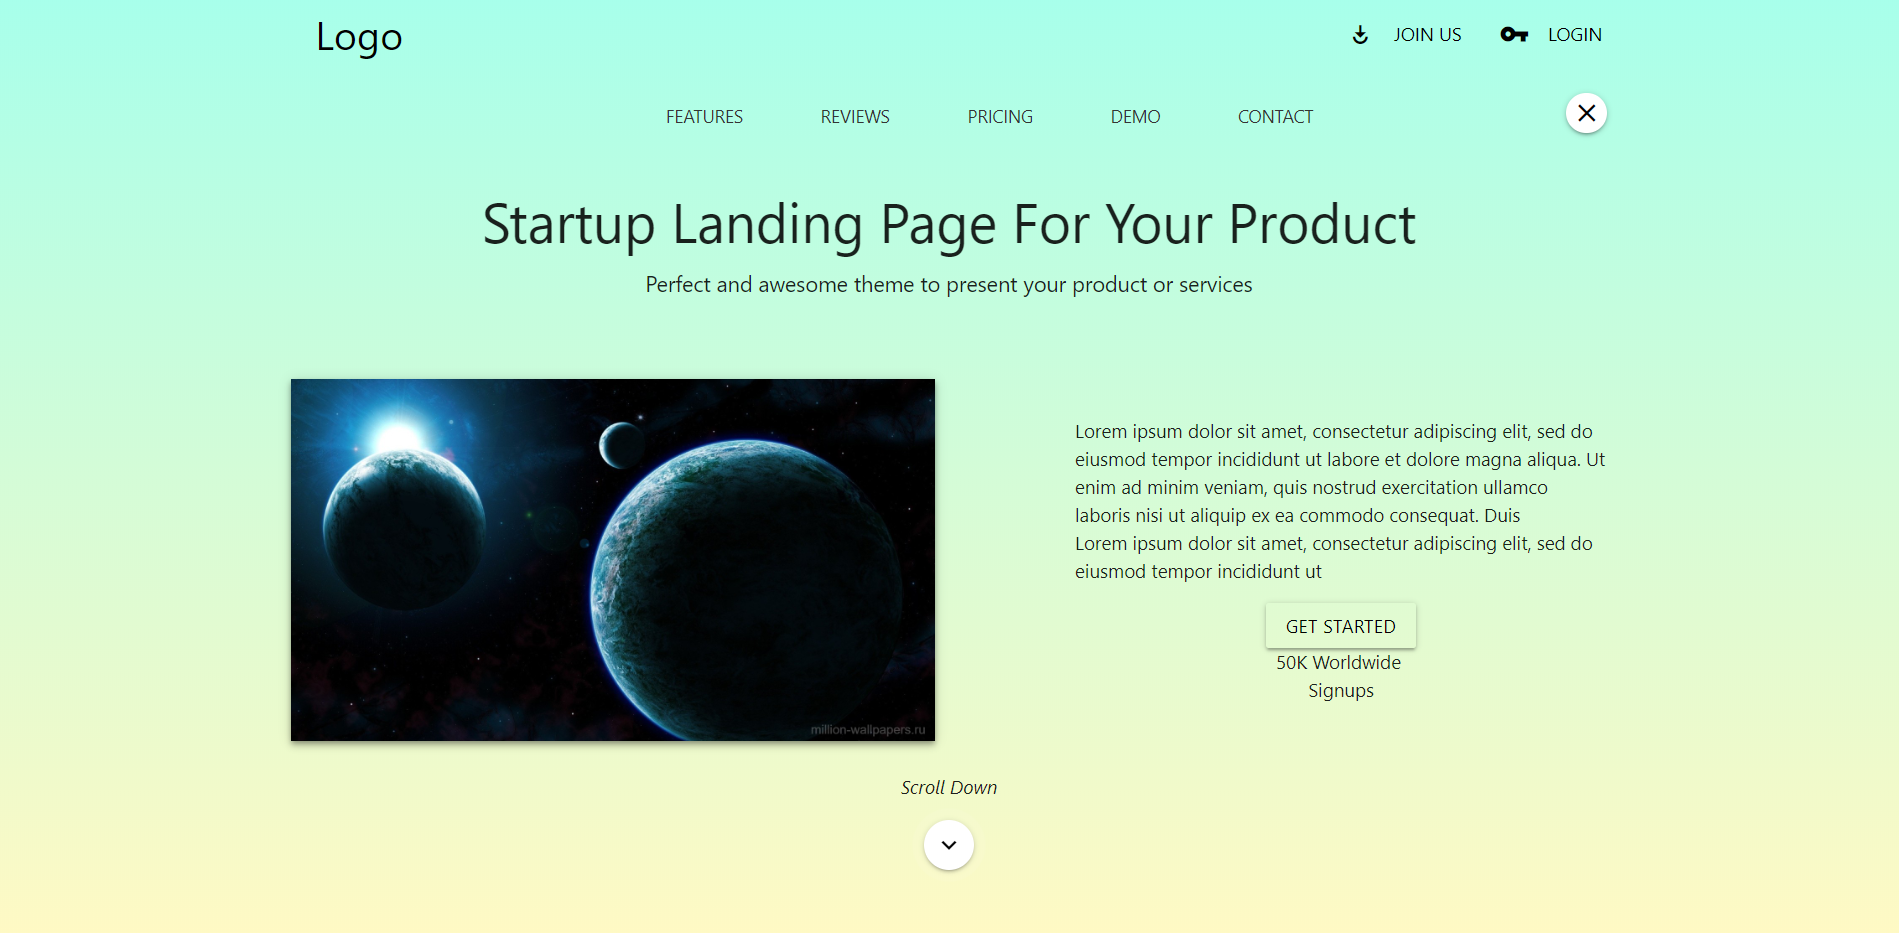 Logo
JOIN US
LOGIN
FEATURES
REVIEWS
PRICING
DEMO
CONTACT
Startup Landing Page For Your Product
Perfect and awesome theme to present your product or services
million-wallpapers.ru
Lorem ipsum dolor sit amet, consectetur adipiscing elit, sed do
eiusmod tempor incididunt ut labore et dolore magna aliqua. Ut
enim ad minim veniam, quis nostrud exercitation ullamco
laboris nisi ut aliquip ex ea commodo consequat. Duis
Lorem ipsum dolor sit amet, consectetur adipiscing elit, sed do
eiusmod tempor incididunt ut
GET STARTED
50K Worldwide
Signups
Scroll Down